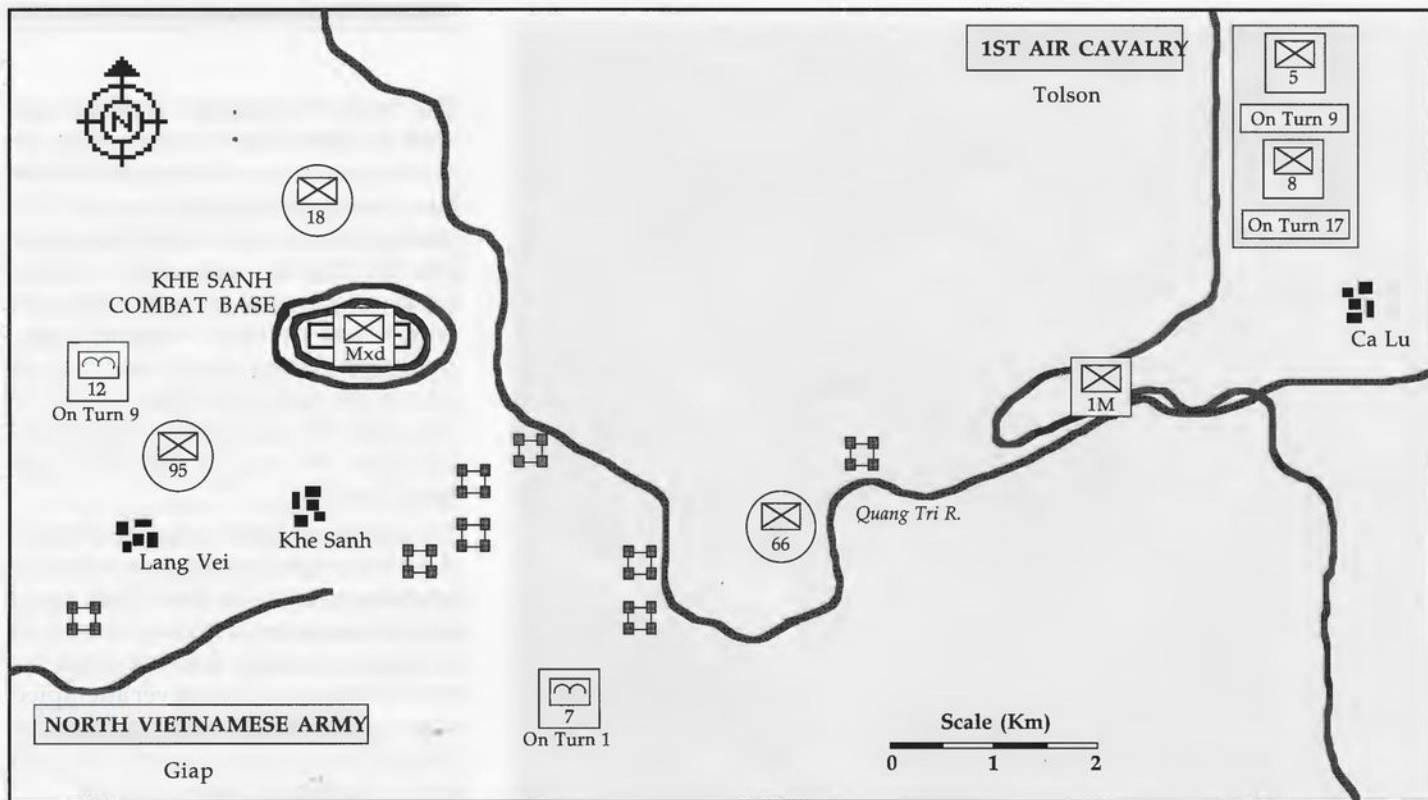 1ST AIR CAVALRY
Tolson
5
On Turn 9
8
On Turn 17
N
18
KHE SANH
COMBAT BASE
Mxd
12
On Turn 9
95
Lang Vei
Khe Sanh
Ca Lu
1M
Quang Tri R.
66
7
On Turn 1
NORTH VIETNAMESE ARMY
Giap
Scale (Km)
0 1 2